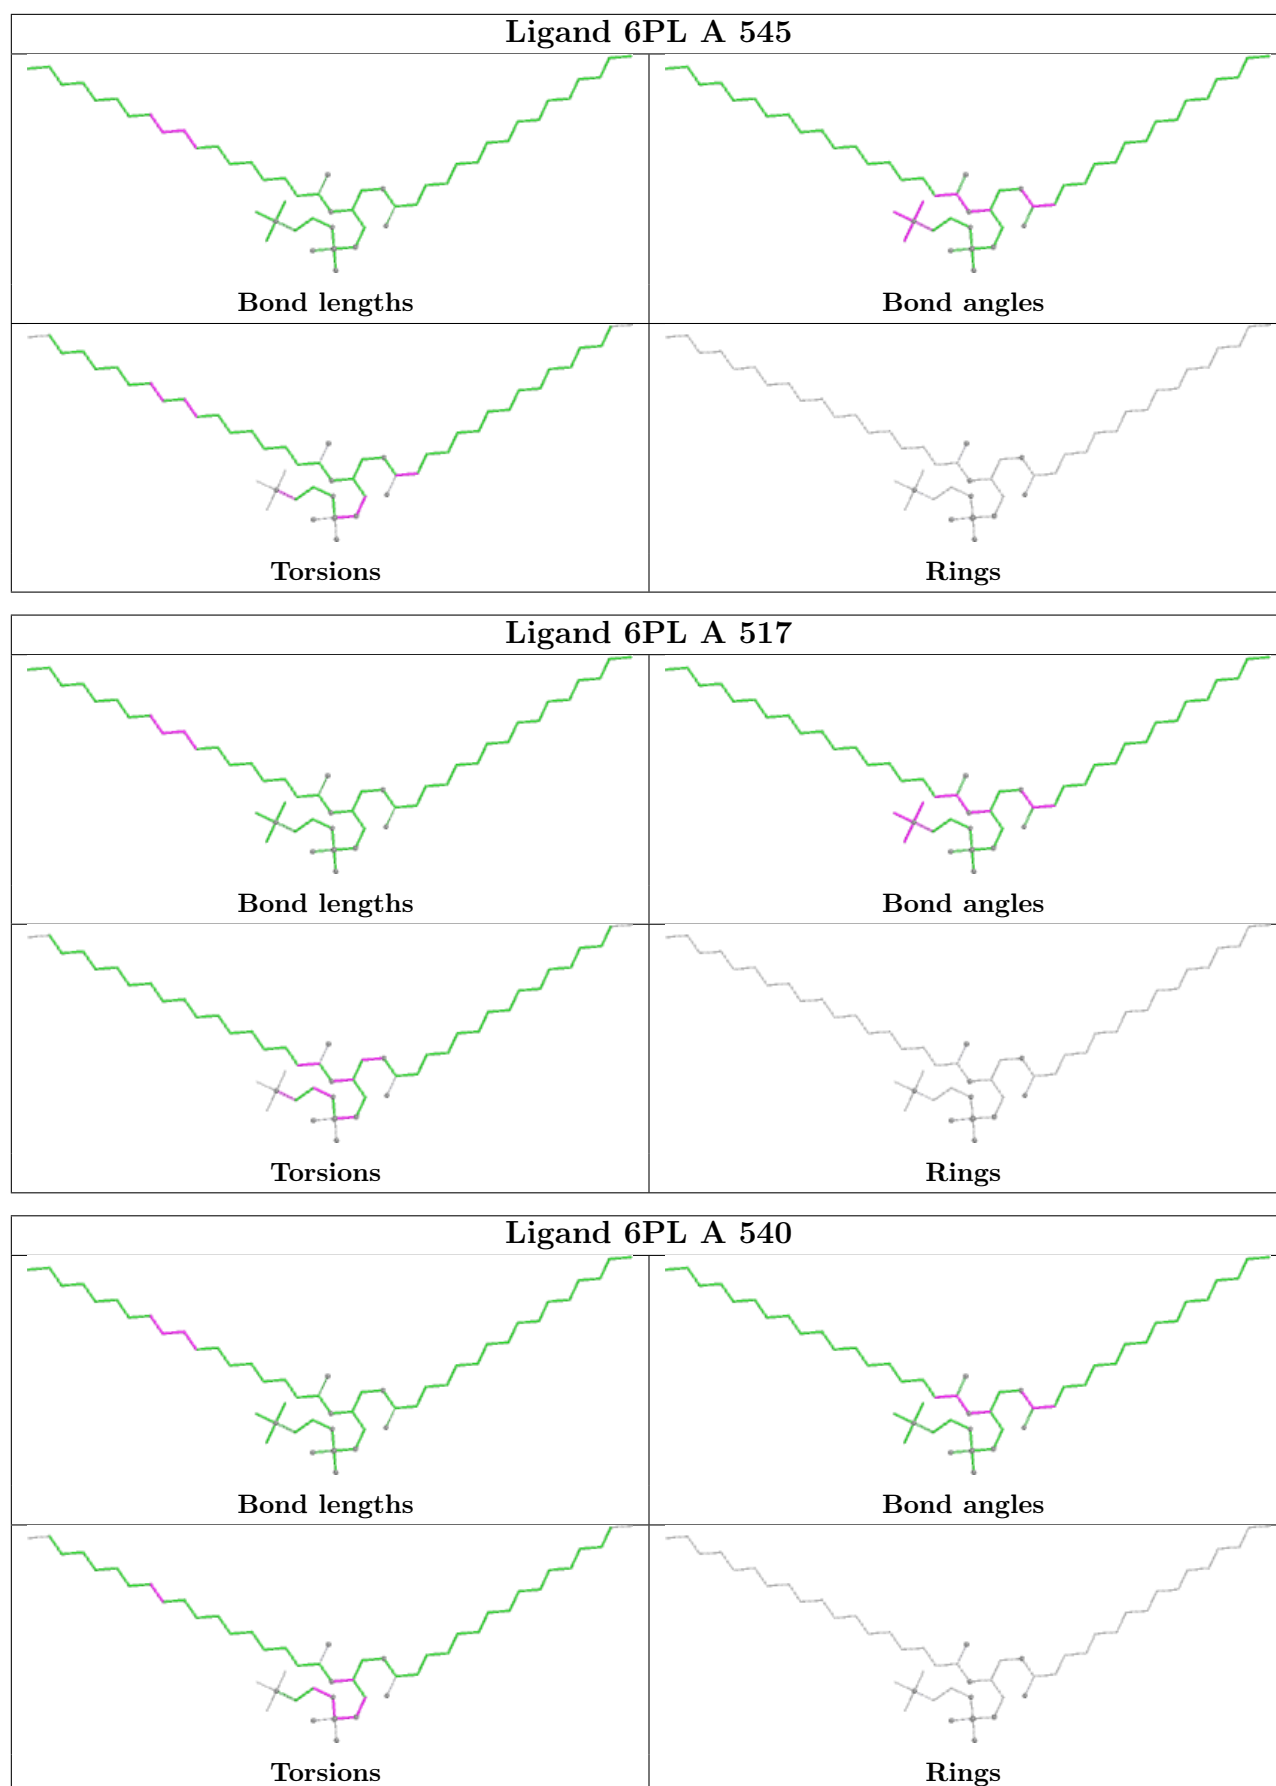 Ligand 6PL A 545
Bond lengths
Bond angles
Torsions
Rings
Ligand 6PL A 517
Bond lengths
Bond angles
Torsions
Rings
Ligand 6PL A 540
Bond lengths
Bond angles
Torsions
Rings